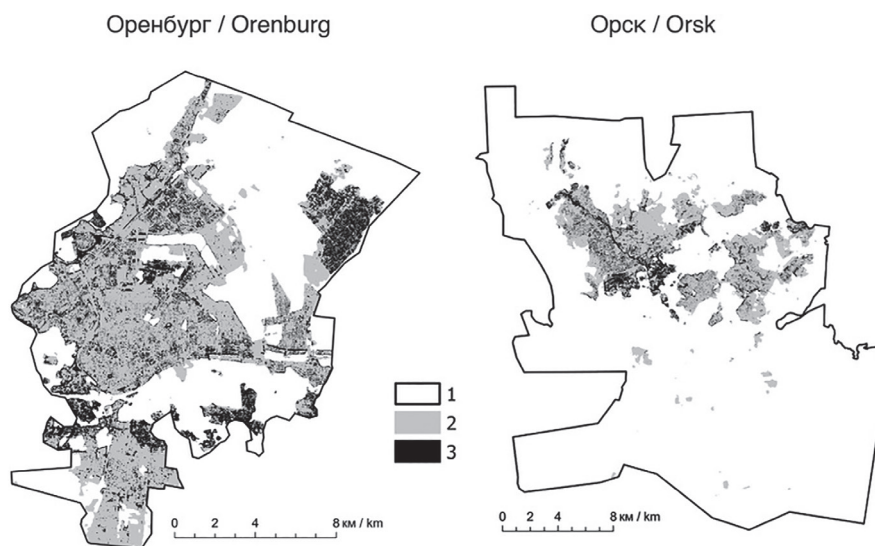 Оренбург / Orenburg
Орск / Orsk
1
2
3
0 2 4 8 км / km
0 2 4 8 км / km